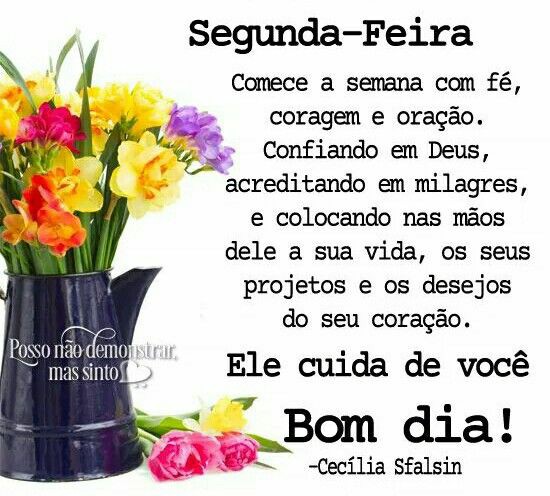 Segunda-Feira
Comece a semana com fé,
coragem e oração.
Confiando em Deus,
acreditando em milagres,
e colocando nas mãos
dele a sua vida, os seus
projetos e os desejos
do seu coração.
Ele cuida de você
Bom dia!
-Cecília Sfalsin
Posso não demonstrar,
mas sinto